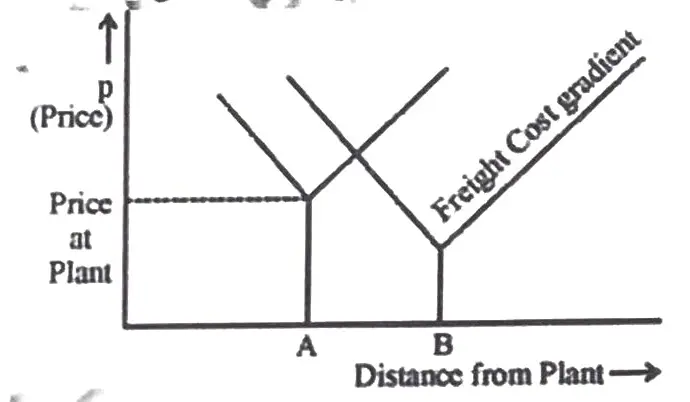 p
(Price)
Price
at
Plant
Freight Cost gradient
A
B
Distance from Plant